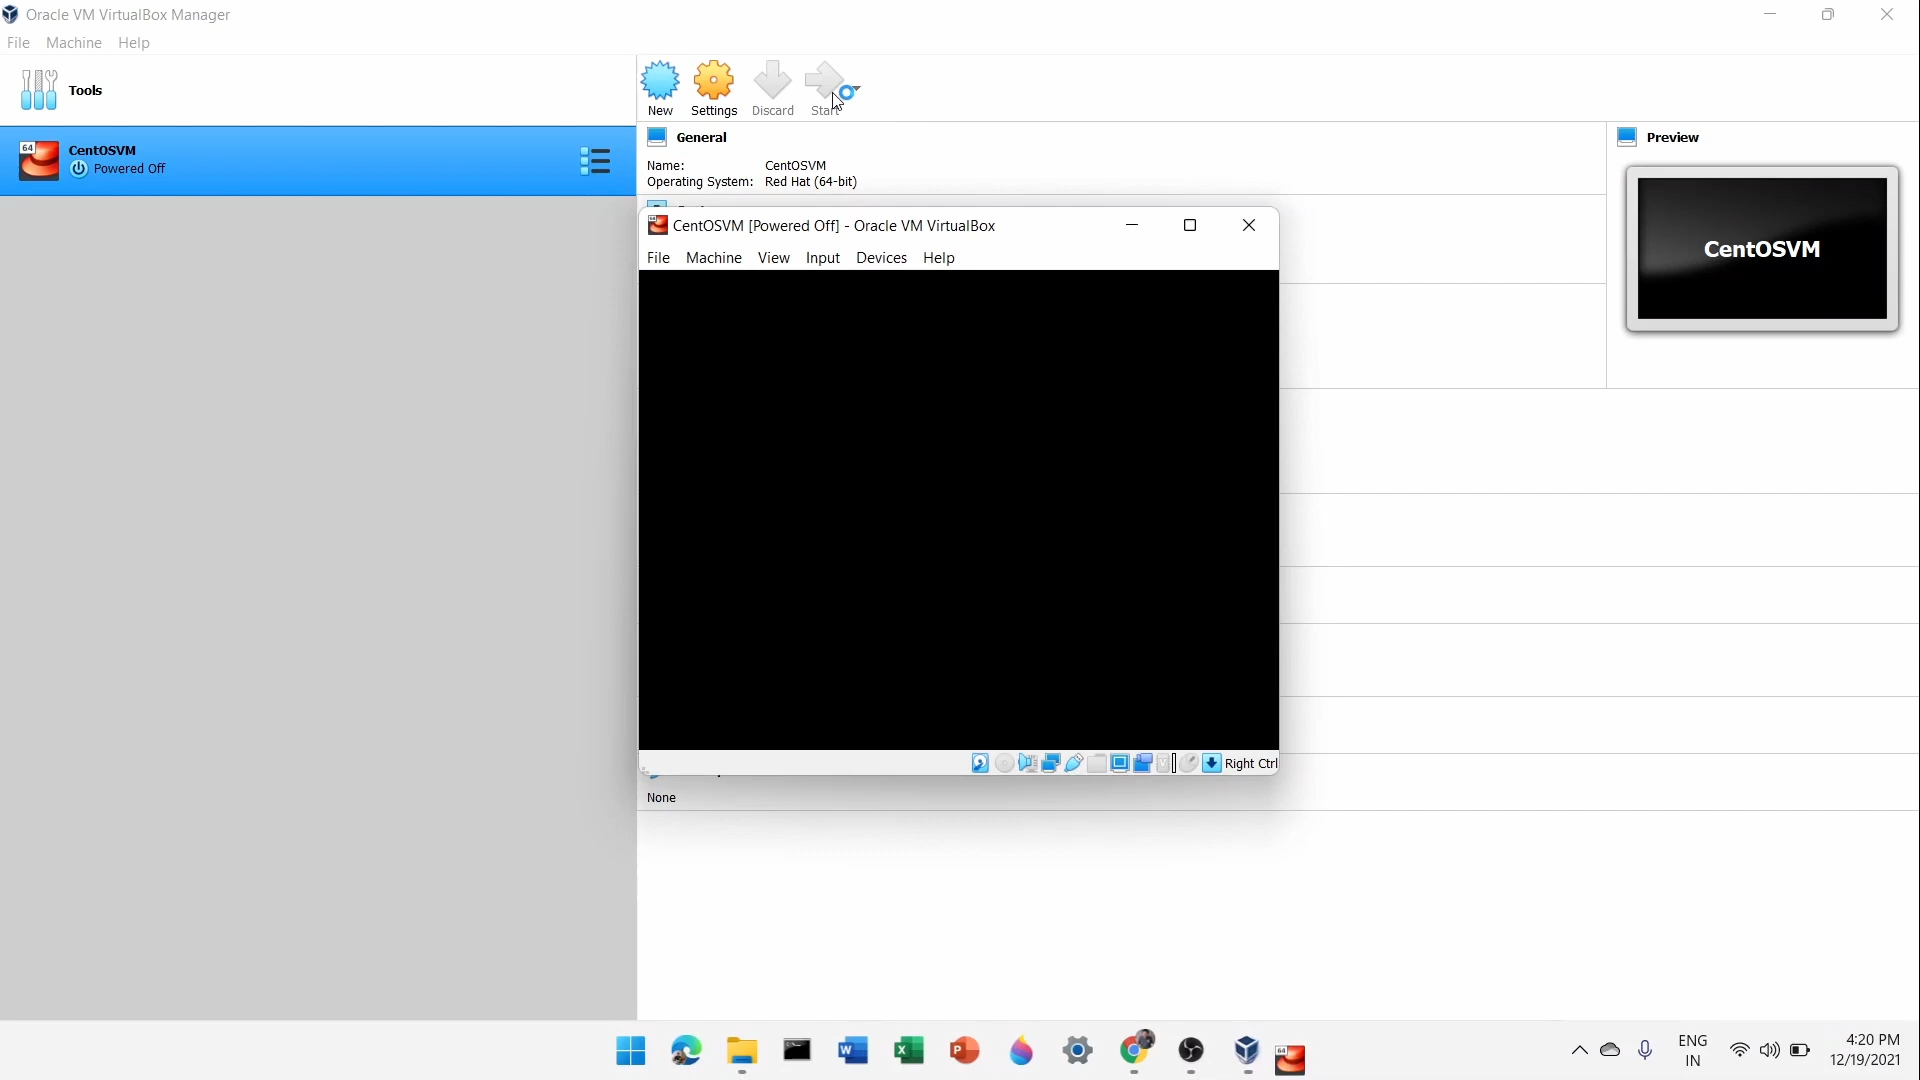 Oracle VM VirtualBox Manager
File Machine Help
Tools
New Settings Discard Start
64 CentOSVM
Powered Off
General
Name: CentOSVM
Operating System: Red Hat (64-bit)
Preview
CentOSVM
CentOSVM [Powered Off] - Oracle VM VirtualBox
File Machine View Input Devices Help
Right Ctrl
None
ENG
IN
4:20 PM
12/19/2021